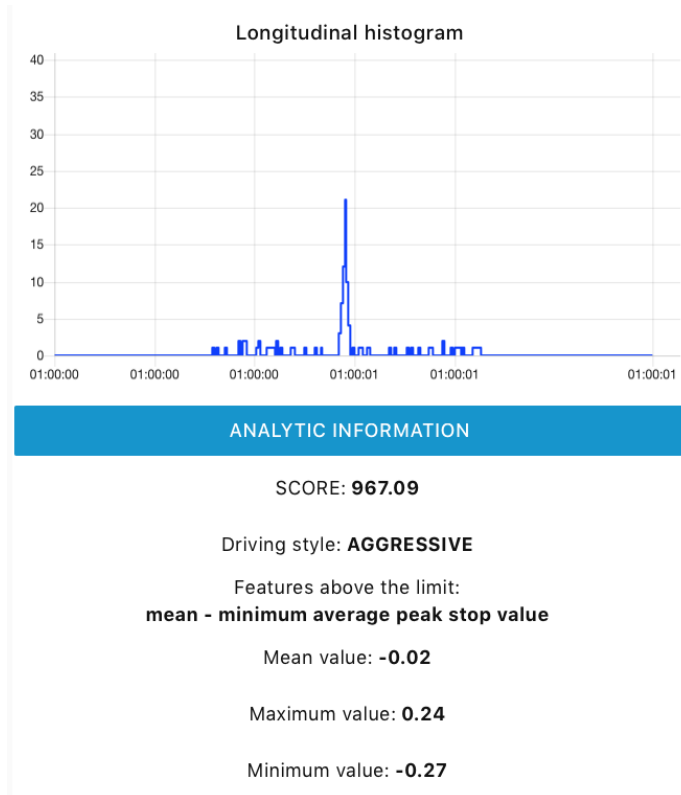 Longitudinal histogram
40
35
30
25
20
15
10
5
0
01:00:00 01:00:00 01:00:00 01:00:01 01:00:01 01:00:01
ANALYTIC INFORMATION
SCORE: 967.09
Driving style: AGGRESSIVE
Features above the limit:
mean - minimum average peak stop value
Mean value: -0.02
Maximum value: 0.24
Minimum value: -0.27